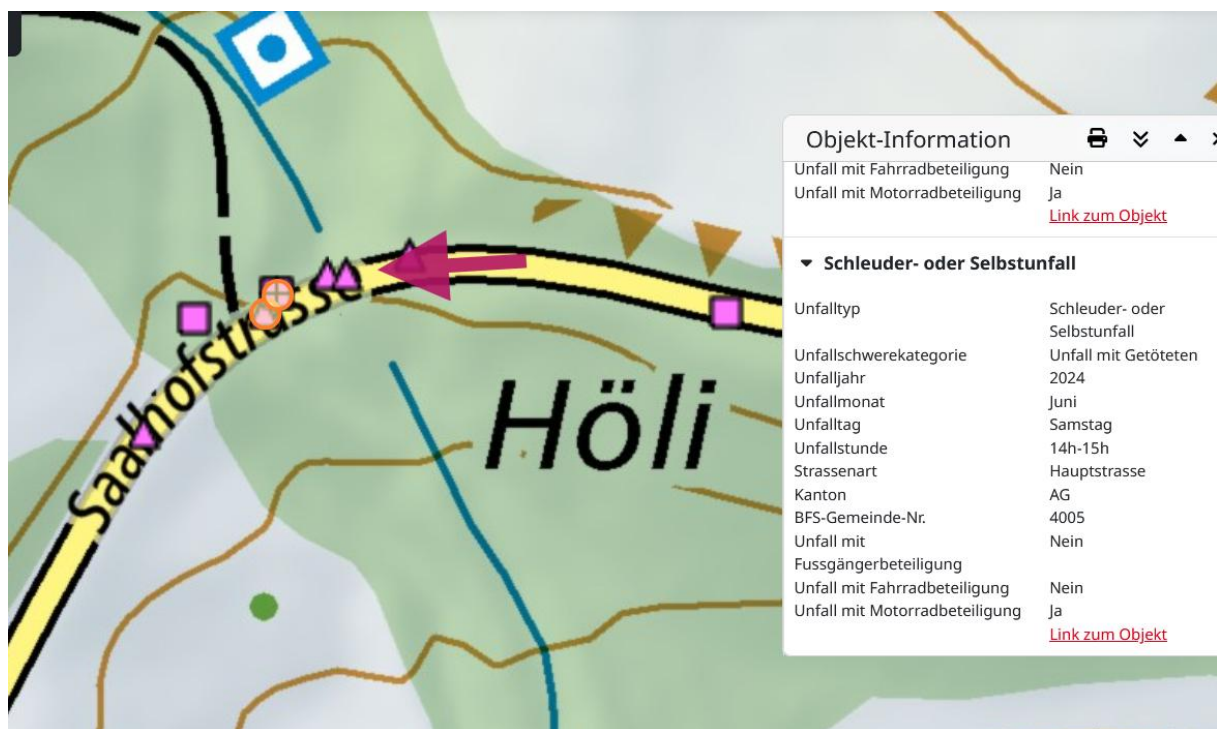 Saalhofstrasse
Höli
Objekt-Information
Unfall mit Fahrradbeteiligung Nein
Unfall mit Motorradbeteiligung Ja
Link zum Objekt
Schleuder- oder Selbstunfall
Unfalltyp Schleuder- oder
Selbstunfall
Unfallschwerekategorie Unfall mit Getöteten
Unfalljahr 2024
Unfallmonat Juni
Unfalltag Samstag
Unfallstunde 14h-15h
Strassenart Hauptstrasse
Kanton AG
BFS-Gemeinde-Nr. 4005
Unfall mit Nein
Fussgängerbeteiligung
Unfall mit Fahrradbeteiligung Nein
Unfall mit Motorradbeteiligung Ja
Link zum Objekt